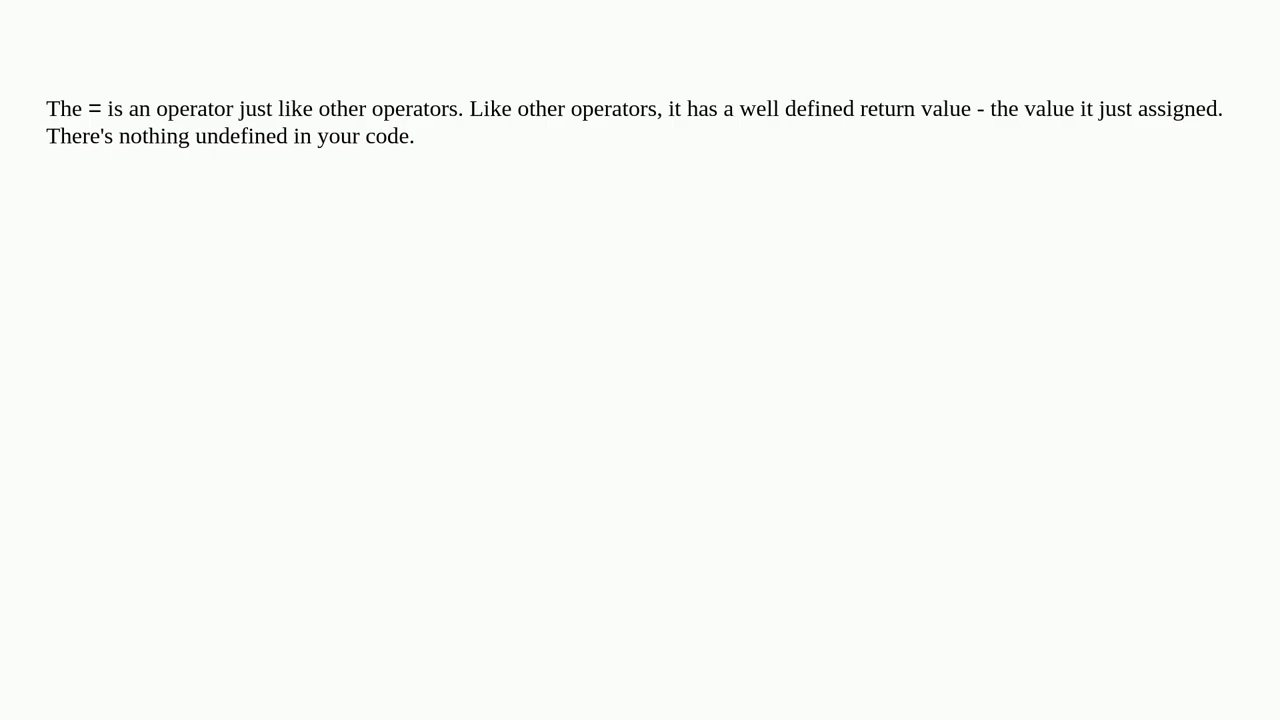 The = is an operator just like other operators. Like other operators, it has a well defined return value - the value it just assigned.
There's nothing undefined in your code.